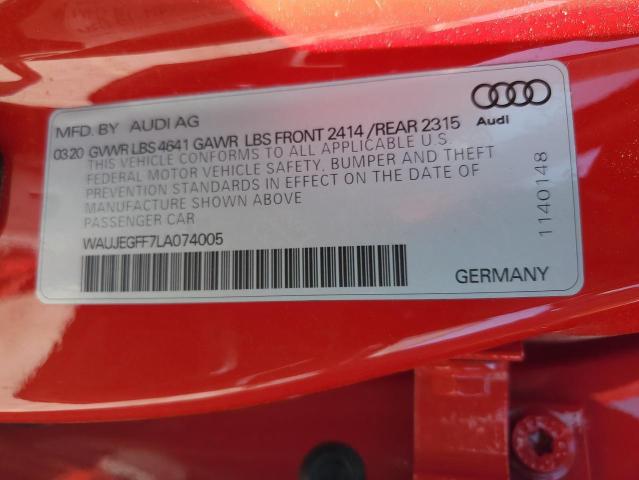 MFD. BY AUDI AG
0320 GVWR LBS 4641 GAWR LBS FRONT 2414 /REAR 2315
THIS VEHICLE CONFORMS TO ALL APPLICABLE U.S.
FEDERAL MOTOR VEHICLE SAFETY, BUMPER AND THEFT
PREVENTION STANDARDS IN EFFECT ON THE DATE OF
MANUFACTURE SHOWN ABOVE
PASSENGER CAR
WAUJEGFF7LA074005
Audi
1140148
GERMANY